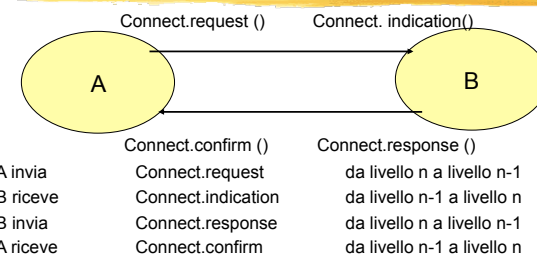 Connect.request () Connect. indication()
A B
Connect.confirm () Connect.response ()
A invia Connect.request da livello n a livello n-1
B riceve Connect.indication da livello n-1 a livello n
B invia Connect.response da livello n a livello n-1
A riceve Connect.confirm da livello n-1 a livello n